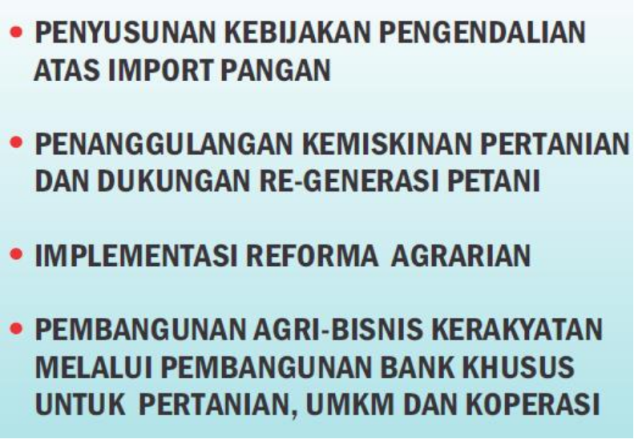 • PENYUSUNAN KEBIJAKAN PENGENDALIAN
ATAS IMPORT PANGAN
• PENANGGULANGAN KEMISKINAN PERTANIAN
DAN DUKUNGAN RE-GENERASI PETANI
• IMPLEMENTASI REFORMA AGRARIAN
• PEMBANGUNAN AGRI-BISNIS KERAKYATAN
MELALUI PEMBANGUNAN BANK KHUSUS
UNTUK PERTANIAN, UMKM DAN KOPERASI